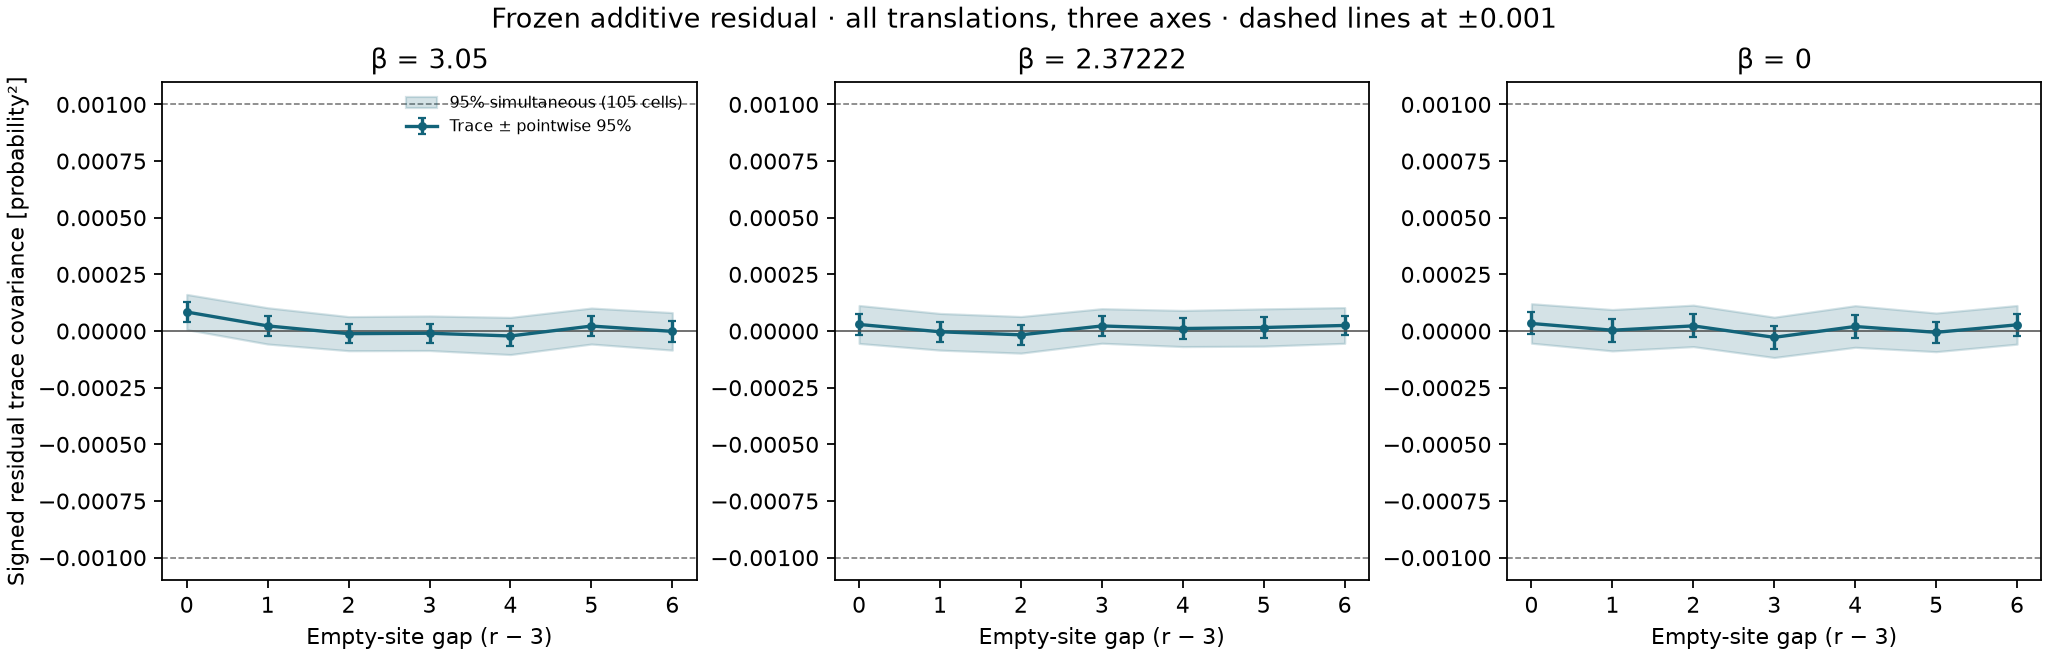 Frozen additive residual · all translations, three axes · dashed lines at ±0.001
β = 3.05
Signed residual trace covariance [probability²]
0.00100
0.00075
0.00050
0.00025
0.00000
−0.00025
−0.00050
−0.00075
−0.00100
95% simultaneous (105 cells)
Trace ± pointwise 95%
0 1 2 3 4 5 6
Empty-site gap (r − 3)
β = 2.37222
0.00100
0.00075
0.00050
0.00025
0.00000
−0.00025
−0.00050
−0.00075
−0.00100
0 1 2 3 4 5 6
Empty-site gap (r − 3)
β = 0
0.00100
0.00075
0.00050
0.00025
0.00000
−0.00025
−0.00050
−0.00075
−0.00100
0 1 2 3 4 5 6
Empty-site gap (r − 3)